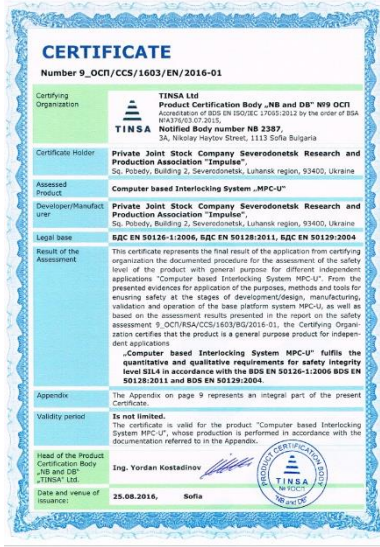 CERTIFICATE
Number 9_ОСП/CCS/1603/EN/2016-01
Certifying
Organization
TINSA
TINSA Ltd
Product Certification Body „NB and DB" №9 ОСП
Accreditation of BDS EN ISO/IEC 17065:2012 by the order of BSA
№A376/03.07.2015,
Notified Body number NB 2387,
3A, Nikolay Haytov Street, 1113 Sofia Bulgaria
Certificate Holder
Private Joint Stock Company Severodonetsk Research and
Production Association "Impulse",
Sq. Pobedy, Building 2, Severodonetsk, Luhansk region, 93400, Ukraine
Assessed
Product
Computer based Interlocking System „MPC-U"
Developer/Manufact
urer
Private Joint Stock Company Severodonetsk Research and
Production Association "Impulse",
Sq. Pobedy, Building 2, Severodonetsk, Luhansk region, 93400, Ukraine
Legal base
БДС EN 50126-1:2006, БДС EN 50128:2011, БДС EN 50129:2004
Result of the
Assessment
This certificate represents the final result of the application from certifying
organization the documented procedure for the assessment of the safety
level of the product with general purpose for different independent
applications "Computer based Interlocking System MPC-U". From the
presented evidences for application of the purposes, methods and tools for
ensuring safety at the stages of development/design, manufacturing,
validation and operation of the base platform system MPC-U, as well as
based on the assessment results presented in the report on the safety
assessment 9_ОСП/RSA/CCS/1603/BG/2016-01, the Certifying Organi-
zation certifies that the product is a general purpose product for indepen-
dent applications
„Computer based Interlocking System MPC-U" fulfils the
quantitative and qualitative requirements for safety integrity
level SIL4 in accordance with the BDS EN 50126-1:2006 BDS EN
50128:2011 and BDS EN 50129:2004.
Appendix
The Appendix on page 9 represents an integral part of the present
Certificate.
Validity period
Is not limited.
The certificate is valid for the product "Computer based Interlocking
System MPC-U", whose production is performed in accordance with the
documentation referred to in the Appendix.
Head of the Product
Certification Body
„NB and DB"
„TINSA" Ltd.
Ing. Yordan Kostadinov
PRODUCT CERTIFICATION BODY
TINSA
№ 9ОСП
"NB and DB"
Date and venue of
issuance:
25.08.2016, Sofia